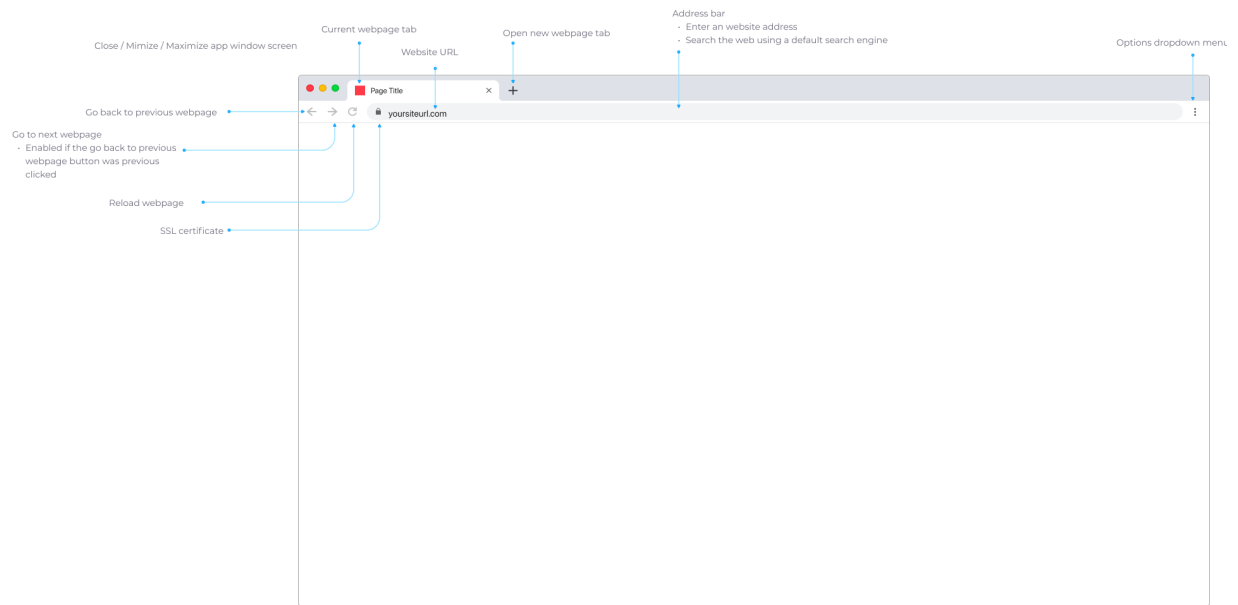 Address bar
Current webpage tab
• Enter an website address
Open new webpage tab
• Search the web using a default search engine
Close / Mimize / Maximize app window screen
Options dropdown menu
Website URL
Page Title
Go back to previous webpage
yoursiteurl.com
Go to next webpage
• Enabled if the go back to previous
webpage button was previous
clicked
Reload webpage
SSL certificate